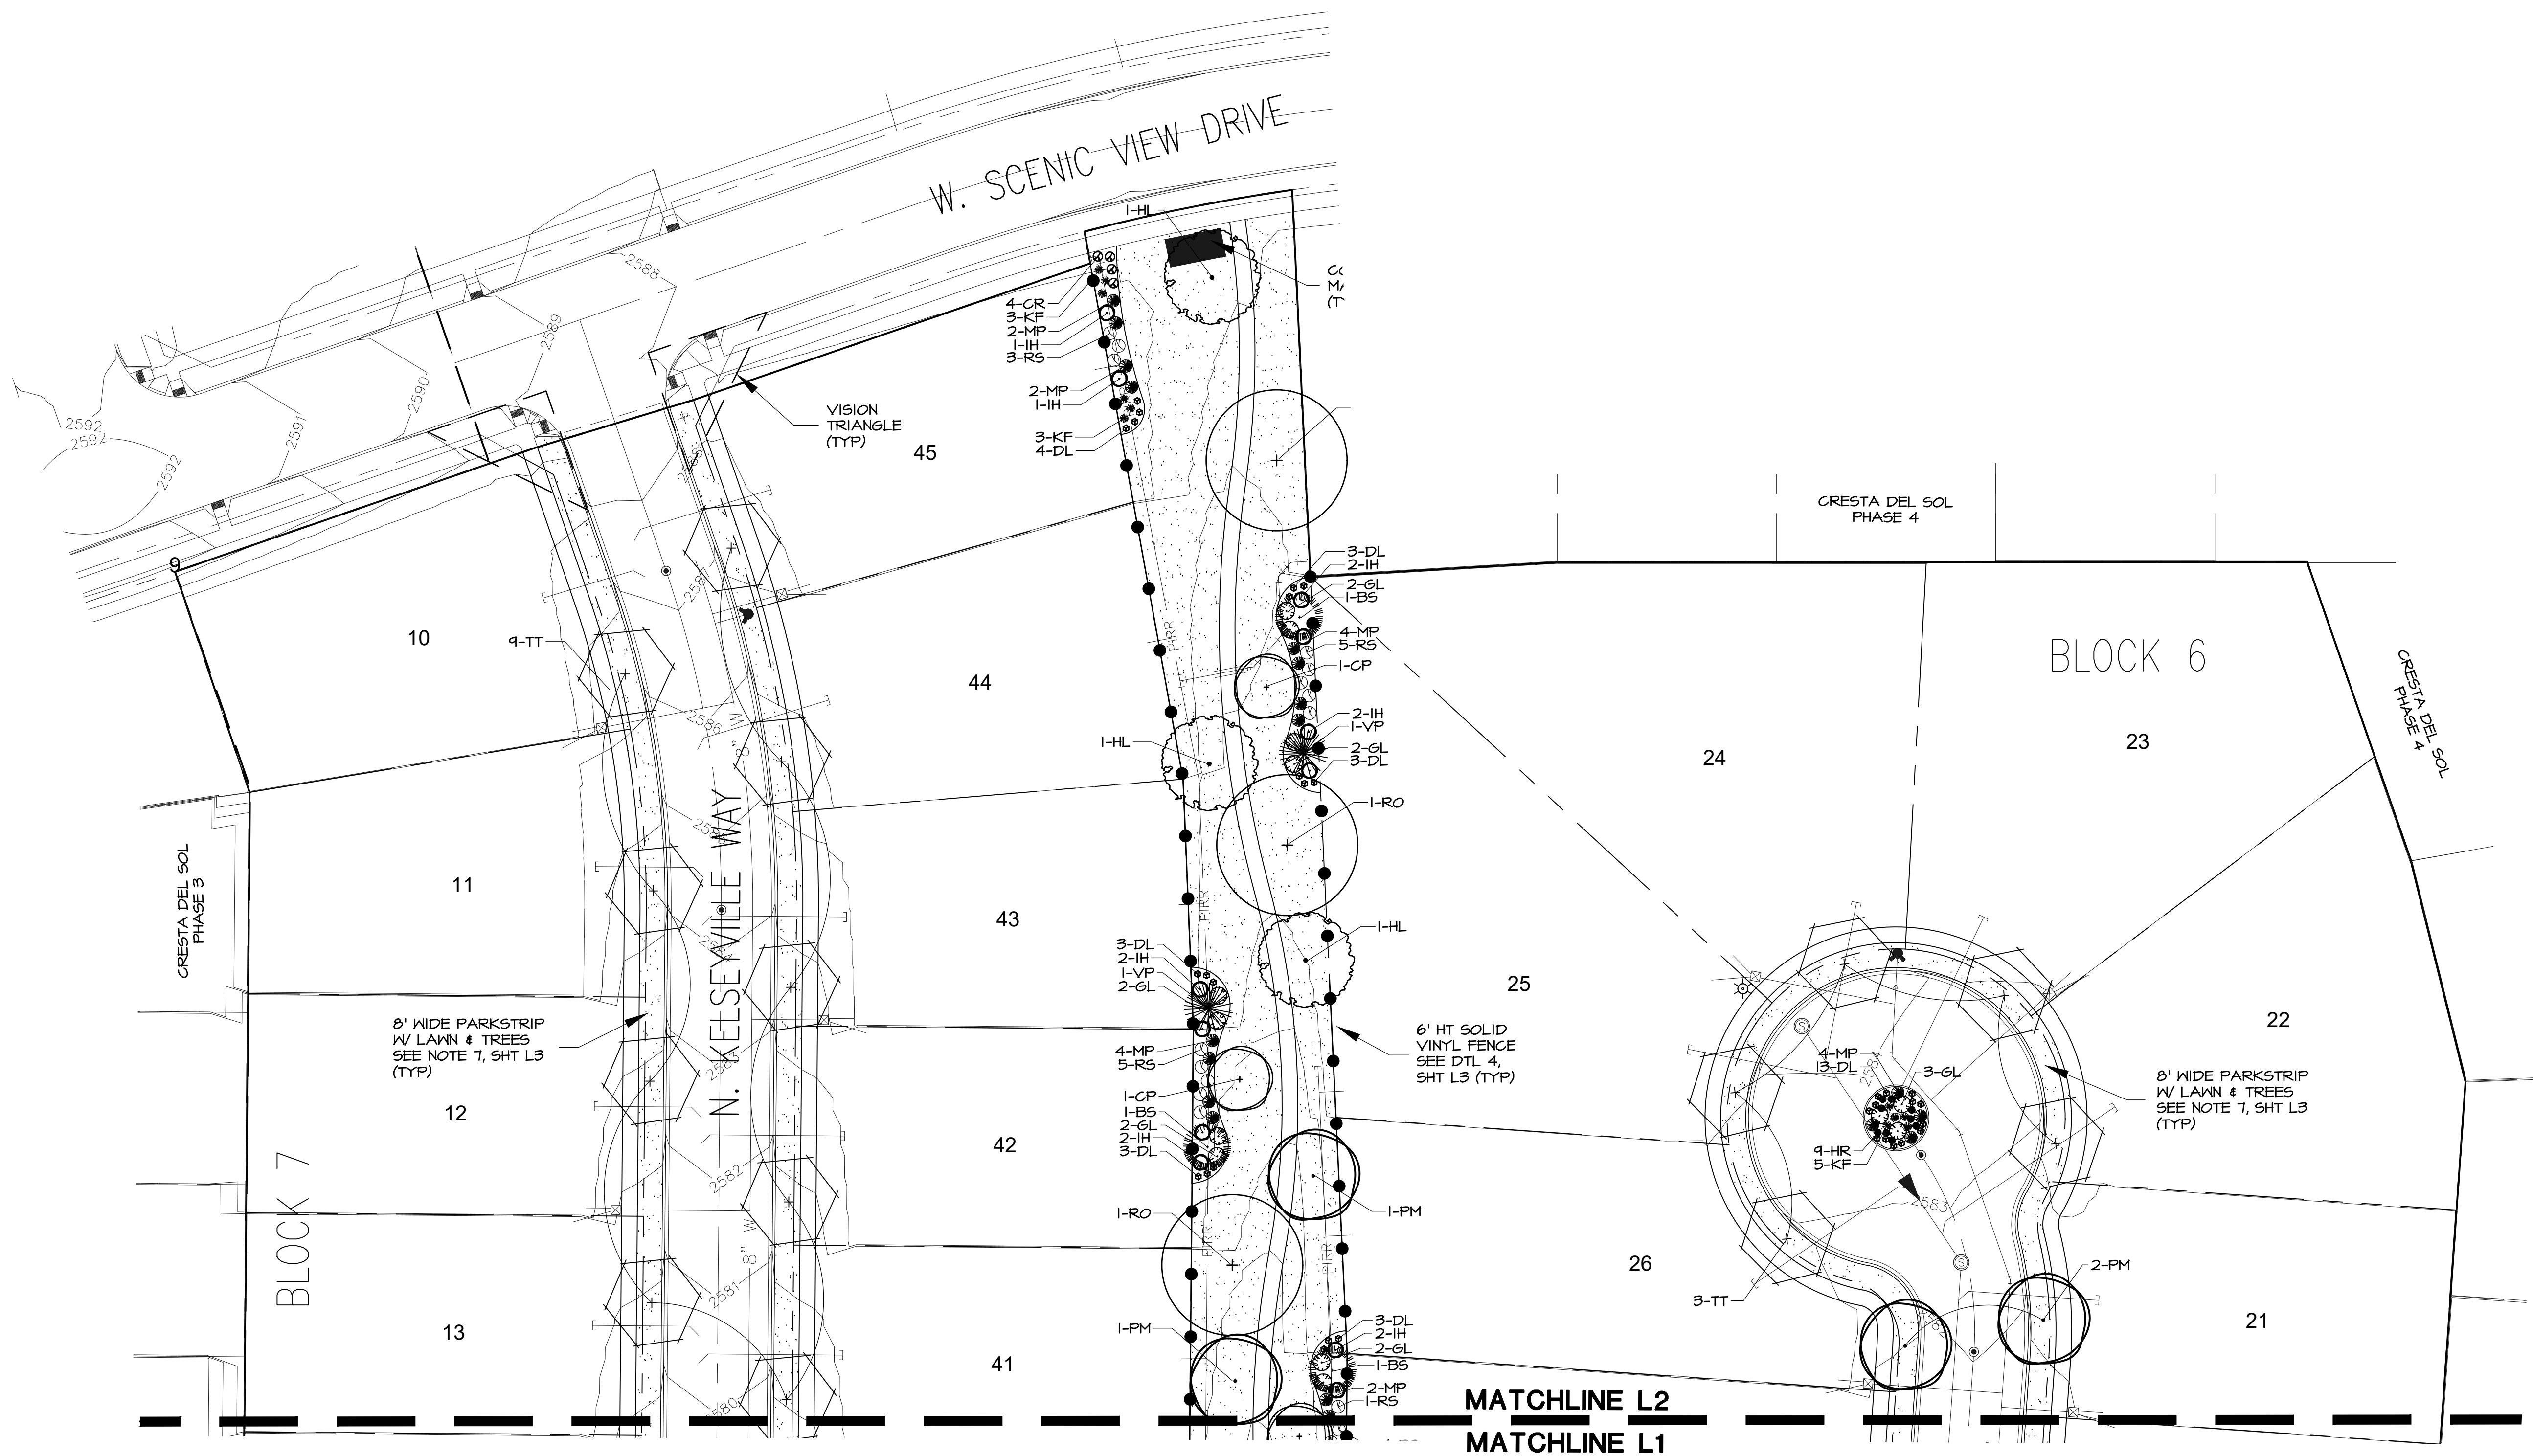 W. SCENIC VIEW DRIVE
1-HL
4-CR
3-KF
2-MP
1-IH
3-RS
2-MP
1-IH
3-KF
4-DL
VISION
TRIANGLE
(TYP)
45
2588
2589
2590
2591
2592
2592
2592
9
CRESTA DEL SOL
PHASE 4
3-DL
2-IH
2-GL
1-BS
4-MP
5-RS
1-CP
2-IH
1-VP
2-GL
3-DL
1-RO
1-HL
PIRR
10
9-TT
2587
2586
44
1-HL
24
BLOCK 6
23
CRESTA DEL SOL
PHASE 4
CRESTA DEL SOL
PHASE 3
11
N. KELSEYVILLE WAY
8" W
43
PIRR
3-DL
2-IH
1-VP
2-GL
4-MP
5-RS
1-CP
1-BS
2-GL
2-IH
3-DL
25
6' HT SOLID
VINYL FENCE
SEE DTL 4,
SHT L3 (TYP)
22
8' WIDE PARKSTRIP
W/ LAWN & TREES
SEE NOTE 7, SHT L3
(TYP)
4-MP
13-DL
3-GL
9-HR
5-KF
2583
8' WIDE PARKSTRIP
W/ LAWN & TREES
SEE NOTE 7, SHT L3
(TYP)
12
BLOCK 7
2582
42
1-RO
1-PM
PIRR
PIRR
26
3-TT
2-PM
13
2581
8" W
41
1-PM
3-DL
2-IH
2-GL
1-BS
2-MP
1-RS
21
2580
MATCHLINE L2
MATCHLINE L1